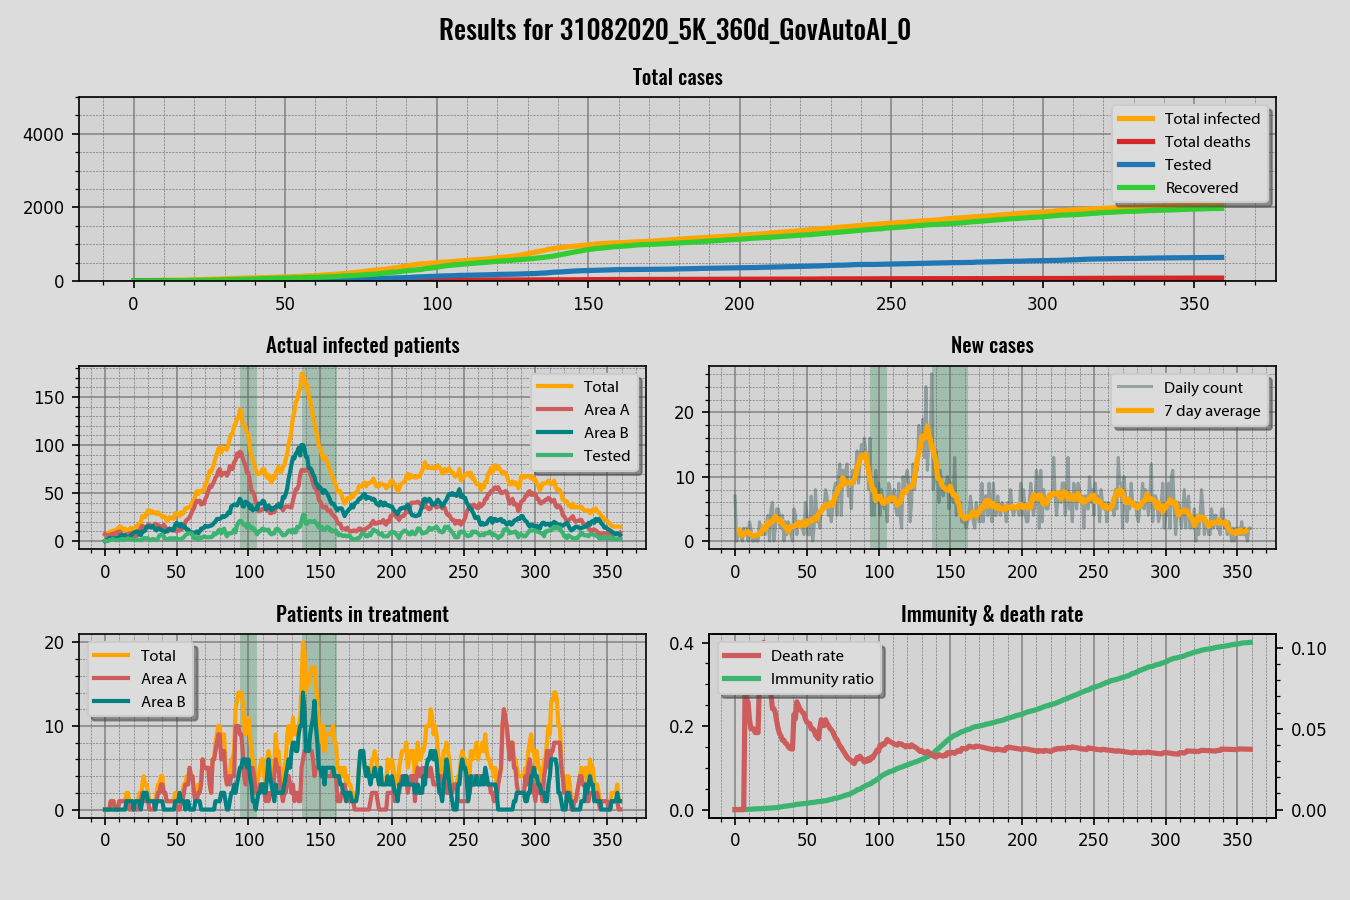 Results for 31082020_5K_360d_GovAutoAI_0
Total cases
4000
2000
0
Total infected
Total deaths
Tested
Recovered
0 50 100 150 200 250 300 350
Actual infected patients
150
100
50
0
Total
Area A
Area B
Tested
0 50 100 150 200 250 300 350
New cases
20
10
0
Daily count
7 day average
0 50 100 150 200 250 300 350
Patients in treatment
20
10
0
Total
Area A
Area B
0 50 100 150 200 250 300 350
Immunity & death rate
0.4
0.2
0.0
Death rate
Immunity ratio
0.10
0.05
0.00
0 50 100 150 200 250 300 350